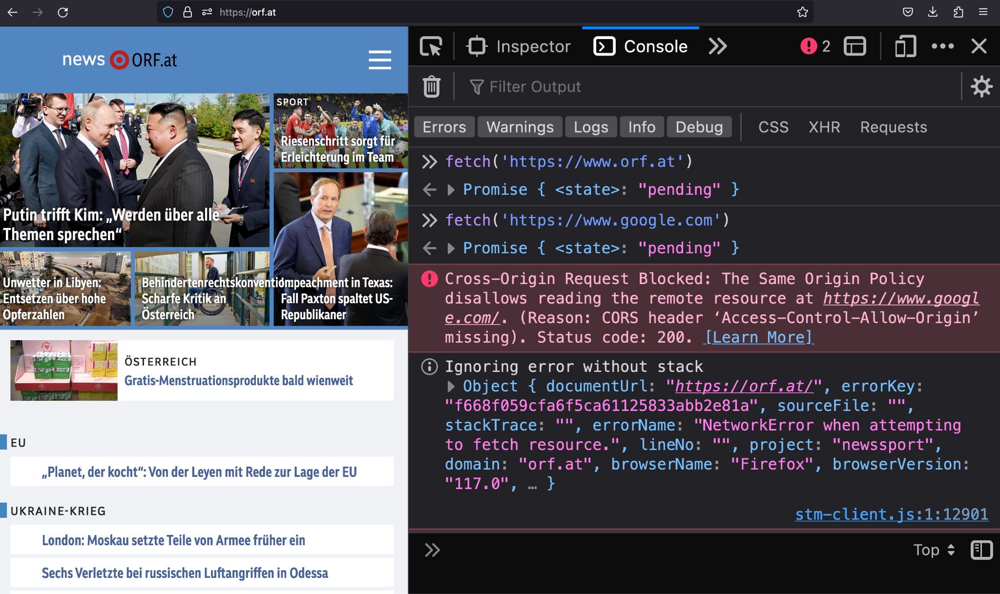 https://orf.at
news ORF.at
SPORT
Riesenschritt sorgt für
Erleichterung im Team
Putin trifft Kim: „Werden über alle
Themen sprechen“
Unwetter in Libyen:
Entsetzen über hohe
Opferzahlen
Behindertenrechtskonvention:
Scharfe Kritik an
Österreich
Impeachment in Texas:
Fall Paxton spaltet US-
Republikaner
ÖSTERREICH
Gratis-Menstruationsprodukte bald wienweit
EU
„Planet, der kocht“: Von der Leyen mit Rede zur Lage der EU
UKRAINE-KRIEG
London: Moskau setzte Teile von Armee früher ein
Sechs Verletzte bei russischen Luftangriffen in Odessa
Inspector Console 2
Filter Output
Errors Warnings Logs Info Debug CSS XHR Requests
fetch('https://www.orf.at')
Promise { <state>: "pending" }
fetch('https://www.google.com')
Promise { <state>: "pending" }
Cross-Origin Request Blocked: The Same Origin Policy
disallows reading the remote resource at https://www.googl
e.com/. (Reason: CORS header ‘Access-Control-Allow-Origin’
missing). Status code: 200. [Learn More]
Ignoring error without stack
Object { documentUrl: "https://orf.at/", errorKey:
"f668f059cfa6f5ca61125833abb2e81a", sourceFile: "",
stackTrace: "", errorName: "NetworkError when attempting
to fetch resource.", lineNo: "", project: "newssport",
domain: "orf.at", browserName: "Firefox", browserVersion:
"117.0", … }
stm-client.js:1:12901
Top